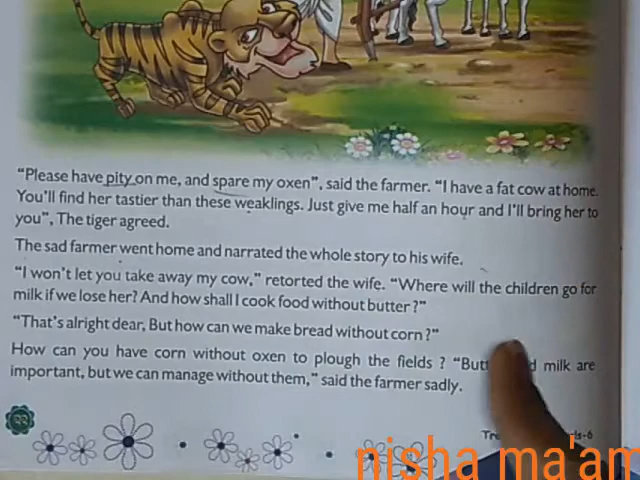 “Please have pity on me, and spare my oxen”, said the farmer. “I have a fat cow at home.
You’ll find her tastier than these weaklings. Just give me half an hour and I’ll bring her to
you”, The tiger agreed.
The sad farmer went home and narrated the whole story to his wife.
“I won’t let you take away my cow,” retorted the wife. “Where will the children go for
milk if we lose her? And how shall I cook food without butter ?”
“That’s alright dear, But how can we make bread without corn ?”
How can you have corn without oxen to plough the fields ? milk are
important, but we can manage without them,” said the farmer sadly.
nisha ma'am